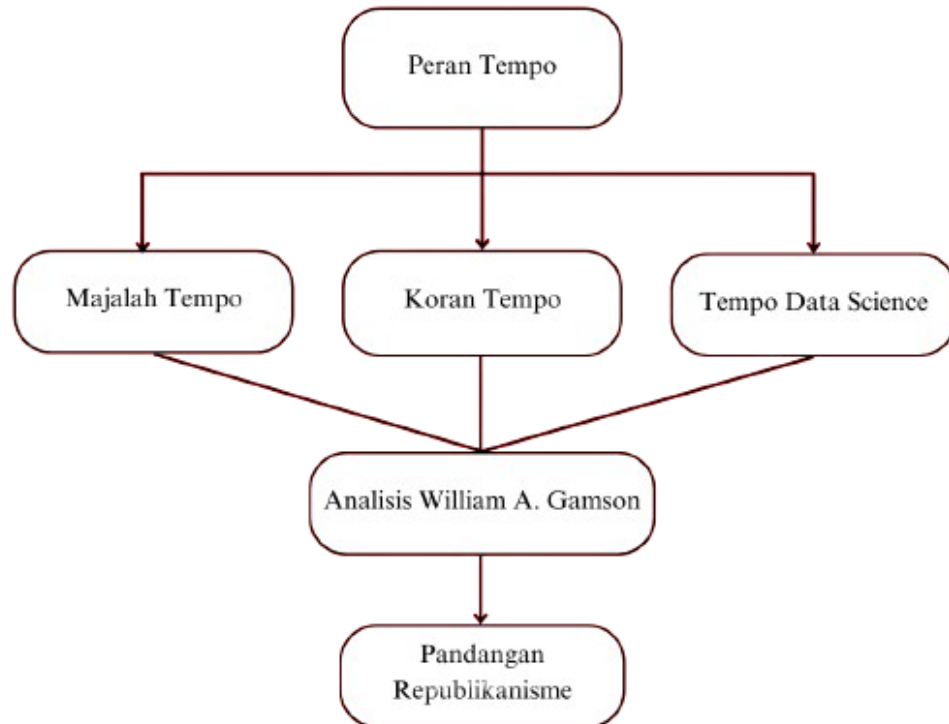 Peran Tempo
Majalah Tempo
Koran Tempo
Tempo Data Science
Analisis William A. Gamson
Pandangan
Republikanisme